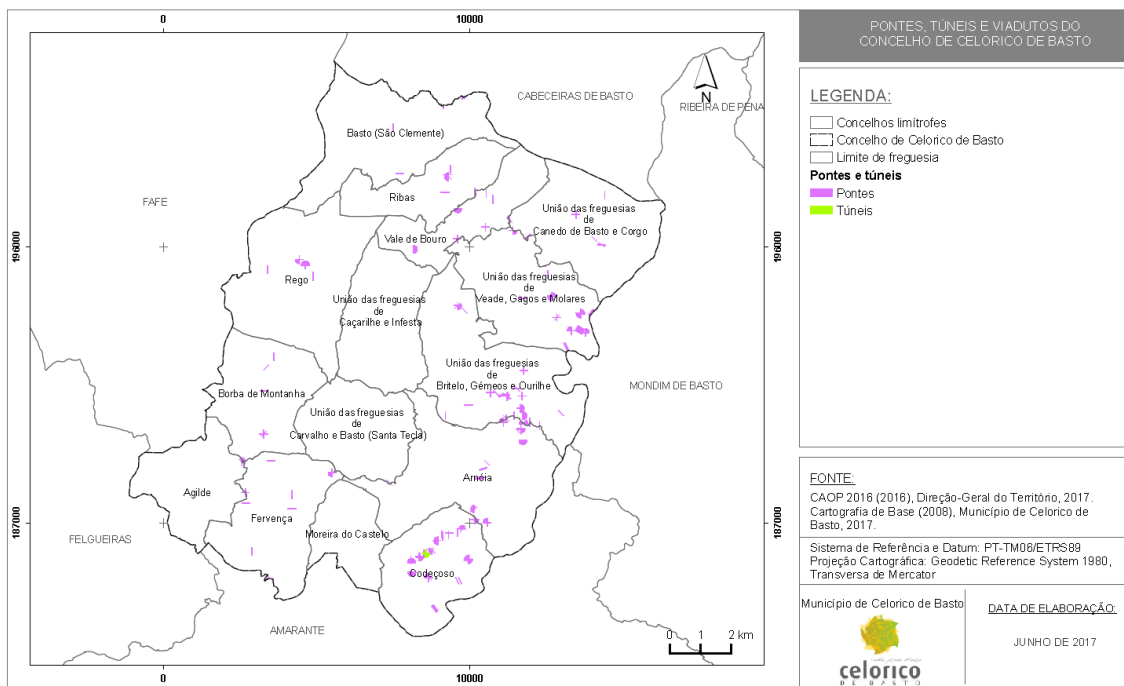 0
10000
CABECEIRAS DE BASTO
N
RIBEIRA DE PENA
Basto (São Clemente)
FAFE
Ribas
União das freguesias
de
Canedo de Basto e Corgo
Vale de Bouro
196000
196000
Rego
União das freguesias
de
Veade, Gagos e Molares
União das freguesias
de
Caçarilhe e Infesta
União das freguesias
de
Britelo, Gémeos e Ourilhe
MONDIM DE BASTO
Borba de Montanha
União das freguesias
de
Carvalho e Basto (Santa Tecla)
Arnóia
Agilde
187000
187000
Fervença
Moreira do Castelo
FELGUEIRAS
Codeçoso
AMARANTE
0 1 2 km
0
10000
PONTES, TÚNEIS E VIADUTOS DO
CONCELHO DE CELORICO DE BASTO
LEGENDA:
Concelhos limítrofes
Concelho de Celorico de Basto
Limite de freguesia
Pontes e túneis
Pontes
Túneis
FONTE:
CAOP 2016 (2016), Direção-Geral do Território, 2017.
Cartografia de Base (2008), Município de Celorico de
Basto, 2017.
Sistema de Referência e Datum: PT-TM06/ETRS89
Projeção Cartográfica: Geodetic Reference System 1980,
Transversa de Mercator
Município de Celorico de Basto
celorico
DE BASTO
DATA DE ELABORAÇÃO:
JUNHO DE 2017